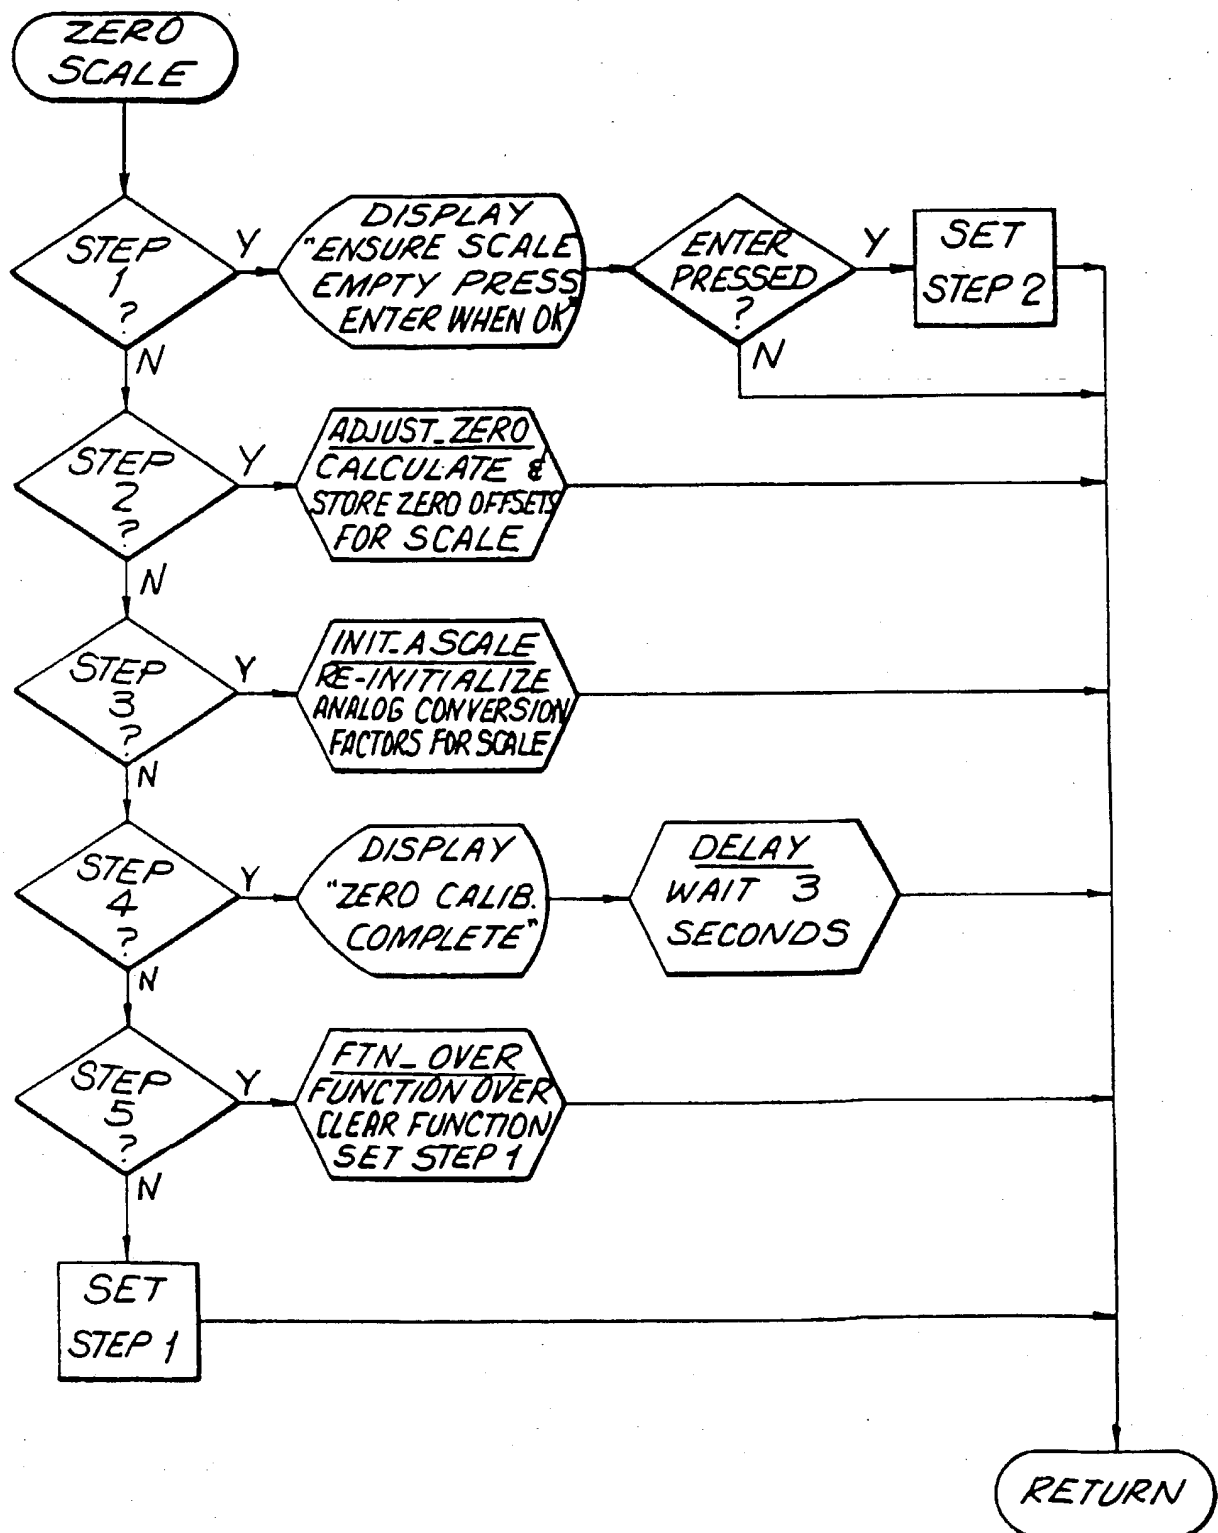 ZERO
SCALE
STEP
1
?
Y
DISPLAY
"ENSURE SCALE
EMPTY PRESS
ENTER WHEN OK"
ENTER
PRESSED
?
Y
SET
STEP 2
N
N
STEP
2
?
Y
ADJUST_ZERO
CALCULATE &
STORE ZERO OFFSETS
FOR SCALE
N
STEP
3
?
Y
INIT_ASCALE
RE-INITIALIZE
ANALOG CONVERSION
FACTORS FOR SCALE
N
STEP
4
?
Y
DISPLAY
"ZERO CALIB.
COMPLETE"
DELAY
WAIT 3
SECONDS
N
STEP
5
?
Y
FTN_OVER
FUNCTION OVER
CLEAR FUNCTION
SET STEP 1
N
SET
STEP 1
RETURN